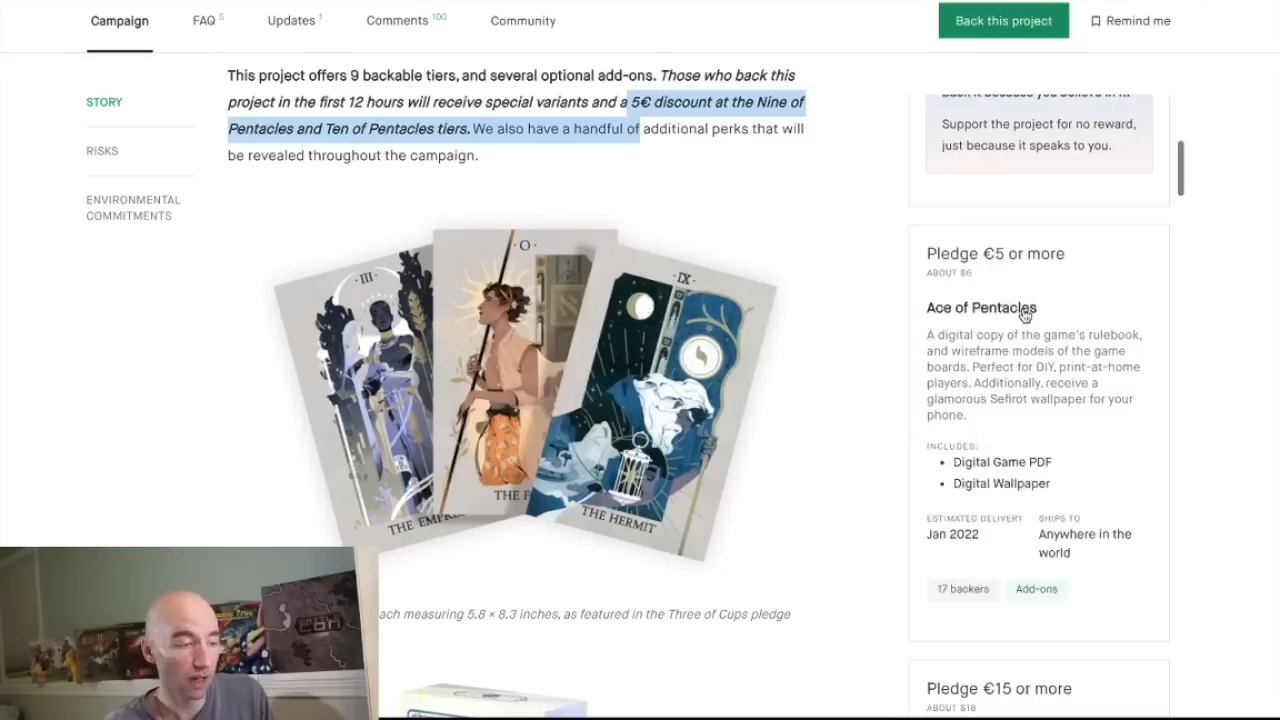 Campaign
FAQ 5
Updates 1
Comments 100
Community
Back this project
Remind me
STORY
RISKS
ENVIRONMENTAL
COMMITMENTS
This project offers 9 backable tiers, and several optional add-ons. Those who back this
project in the first 12 hours will receive special variants and a 5€ discount at the Nine of
Pentacles and Ten of Pentacles tiers. We also have a handful of additional perks that will
be revealed throughout the campaign.
III
THE EMPR
O
THE F
IX
THE HERMIT
ach measuring 5.8 × 8.3 inches, as featured in the Three of Cups pledge
Back it because you believe in it.
Support the project for no reward,
just because it speaks to you.
Pledge €5 or more
ABOUT $6
Ace of Pentacles
A digital copy of the game's rulebook,
and wireframe models of the game
boards. Perfect for DIY, print-at-home
players. Additionally, receive a
glamorous Sefirot wallpaper for your
phone.
INCLUDES:
• Digital Game PDF
• Digital Wallpaper
ESTIMATED DELIVERY
Jan 2022
SHIPS TO
Anywhere in the
world
17 backers
Add-ons
Pledge €15 or more
ABOUT $18